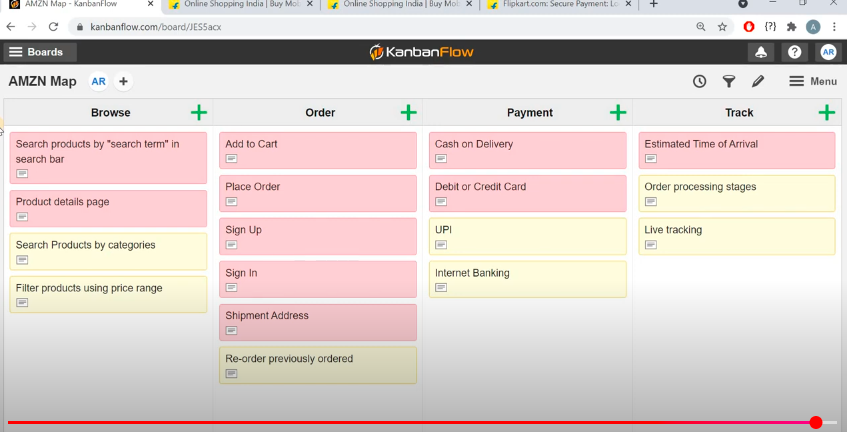 AMZN Map - KanbanFlow
Online Shopping India | Buy Mob
Online Shopping India | Buy Mob
Flipkart.com: Secure Payment: Lo
kanbanflow.com/board/JES5acx
A
Boards
KanbanFlow
AR
AMZN Map
AR
Menu
Browse
Search products by "search term" in
search bar
Product details page
Search Products by categories
Filter products using price range
Order
Add to Cart
Place Order
Sign Up
Sign In
Shipment Address
Re-order previously ordered
Payment
Cash on Delivery
Debit or Credit Card
UPI
Internet Banking
Track
Estimated Time of Arrival
Order processing stages
Live tracking